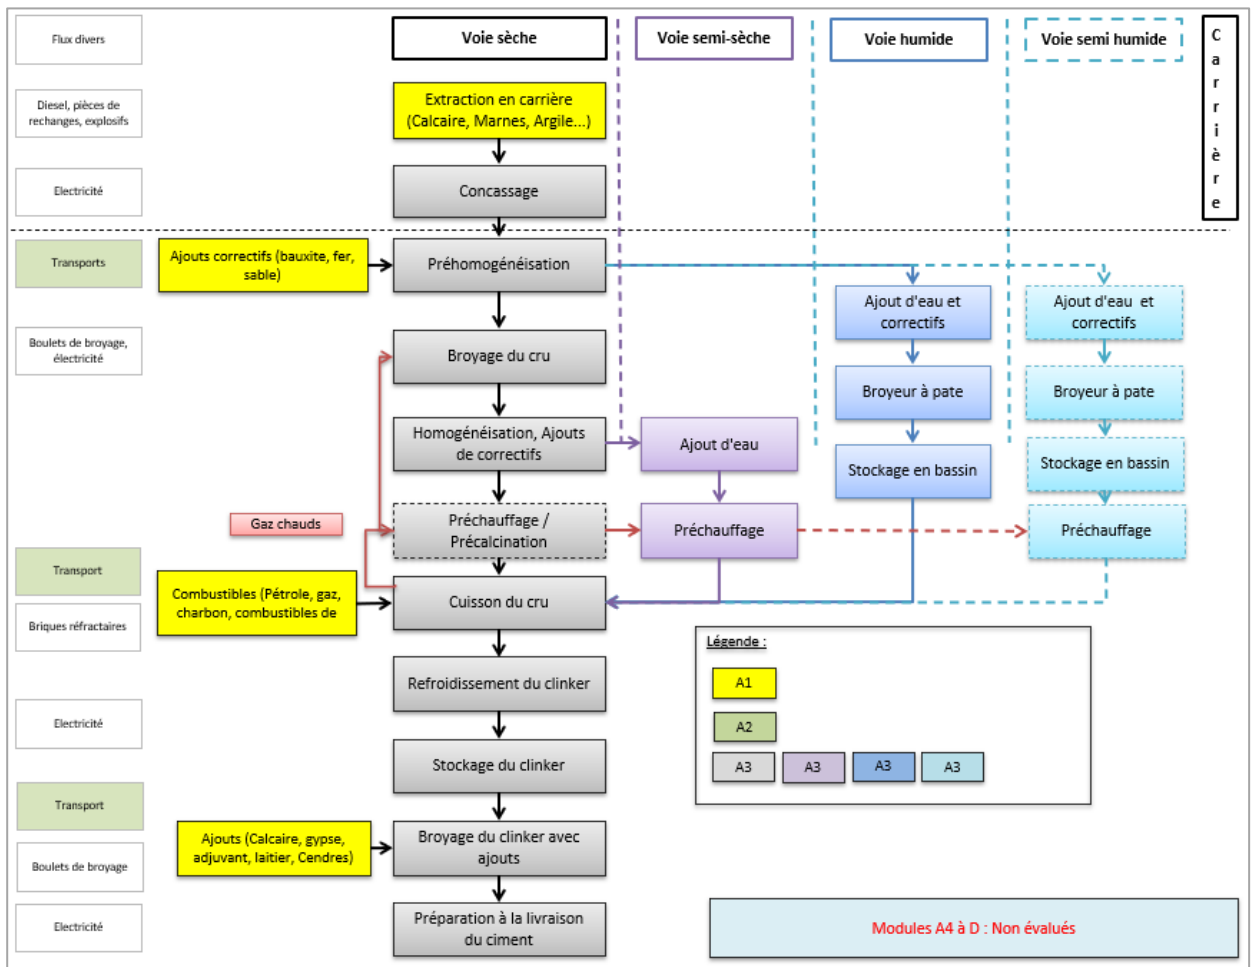 Flux divers
Voie sèche
Voie semi-sèche
Voie humide
Voie semi humide
Carrière
Diesel, pièces de
rechanges, explosifs
Extraction en carrière
(Calcaire, Marnes, Argile...)
Electricité
Concassage
Transports
Ajouts correctifs (bauxite, fer,
sable)
Préhomogénéisation
Ajout d'eau et
correctifs
Ajout d'eau et
correctifs
Boulets de broyage,
électricité
Broyage du cru
Broyeur à pate
Broyeur à pate
Homogénéisation, Ajouts
de correctifs
Ajout d'eau
Stockage en bassin
Stockage en bassin
Gaz chauds
Préchauffage /
Précalcination
Préchauffage
Préchauffage
Transport
Combustibles (Pétrole, gaz,
charbon, combustibles de
Cuisson du cru
Briques réfractaires
Légende :
A1
A2
A3
A3
A3
A3
Refroidissement du clinker
Electricité
Stockage du clinker
Transport
Ajouts (Calcaire, gypse,
adjuvant, laitier, Cendres)
Broyage du clinker avec
ajouts
Boulets de broyage
Electricité
Préparation à la livraison
du ciment
Modules A4 à D : Non évalués